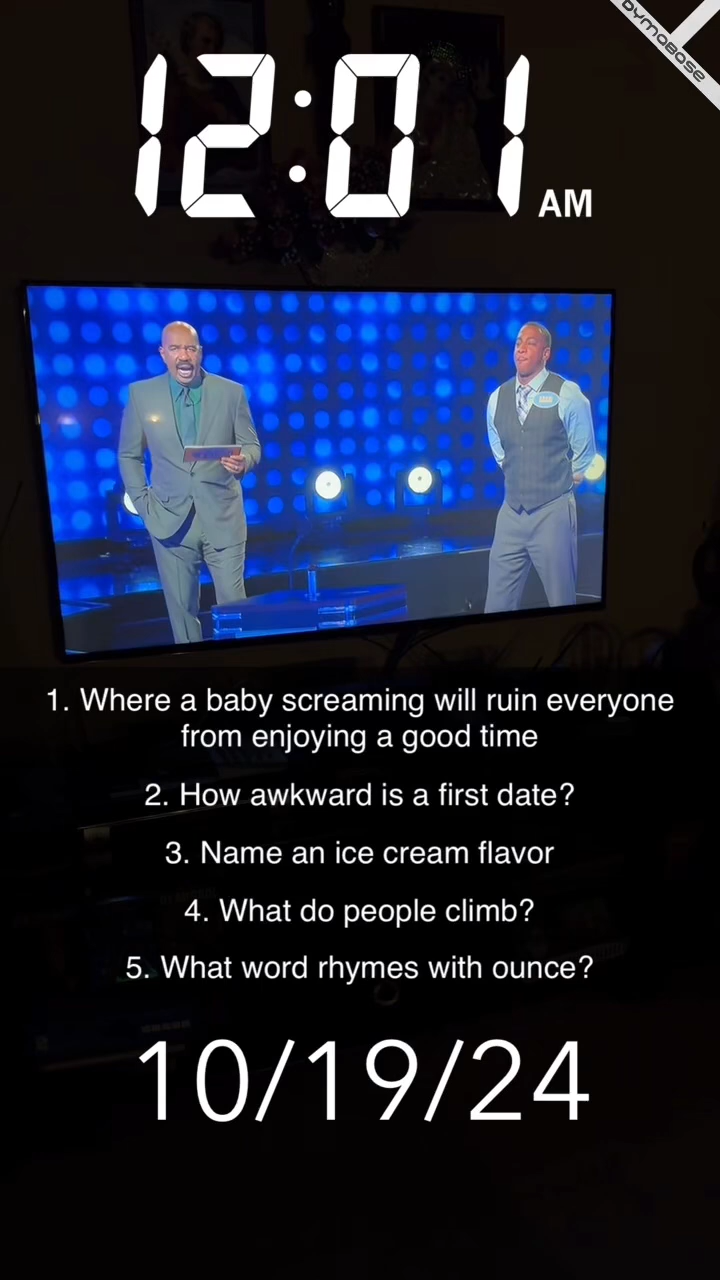 DYMOBOSE
12:01 AM
1. Where a baby screaming will ruin everyone
from enjoying a good time
2. How awkward is a first date?
3. Name an ice cream flavor
4. What do people climb?
5. What word rhymes with ounce?
10/19/24